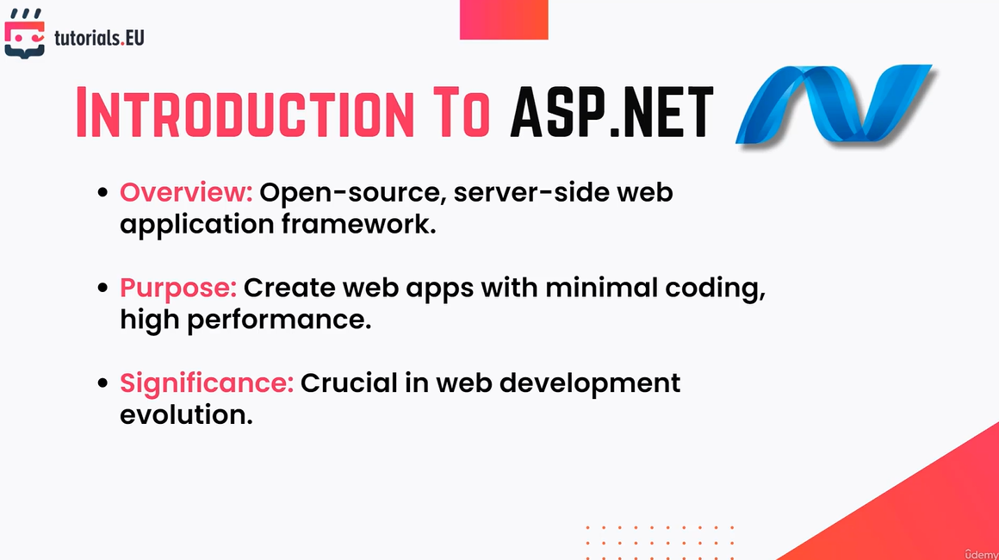 tutorials.EU
Introduction To ASP.NET
• Overview: Open-source, server-side web
application framework.
• Purpose: Create web apps with minimal coding,
high performance.
• Significance: Crucial in web development
evolution.
ûdemy